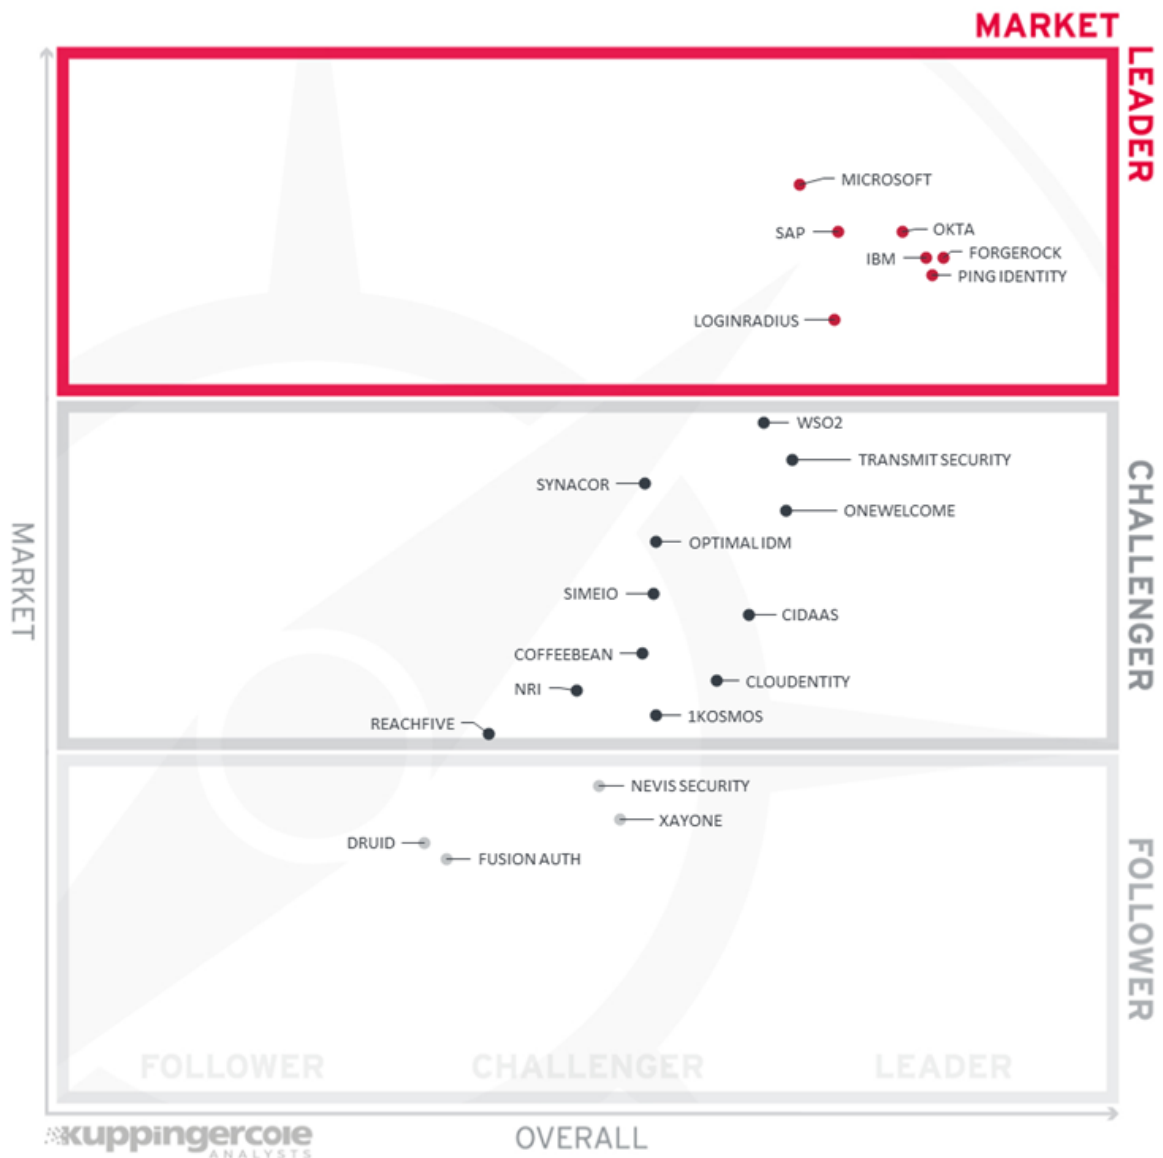 MARKET
LEADER
MICROSOFT
SAP
OKTA
IBM
FORGEROCK
PING IDENTITY
LOGINRADIUS
WSO2
TRANSMIT SECURITY
SYNACOR
ONEWELCOME
OPTIMAL IDM
SIMEIO
CIDAAS
COFFEEBEAN
CLOUDENTITY
NRI
1KOSMOS
REACHFIVE
CHALLENGER
MARKET
NEVIS SECURITY
XAYONE
DRUID
FUSION AUTH
FOLLOWER
FOLLOWER CHALLENGER LEADER
kuppingercole
ANALYSTS
OVERALL